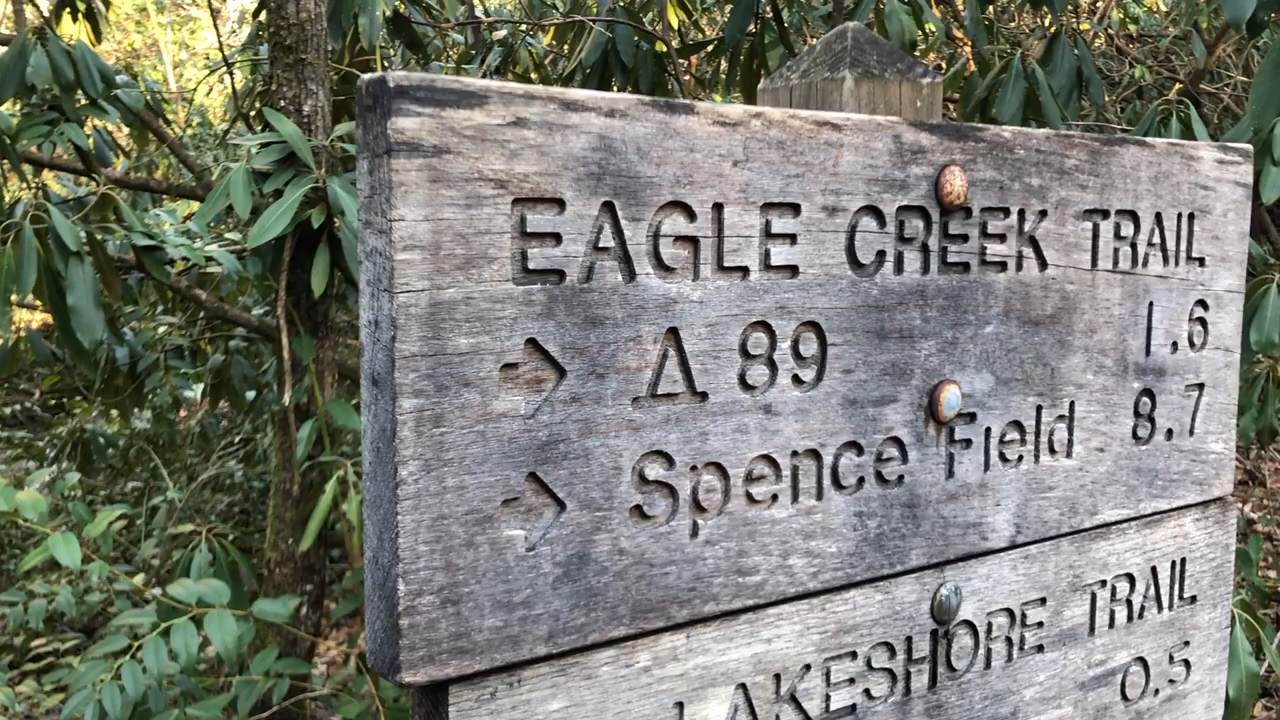 EAGLE CREEK TRAIL
→ Δ 89 1.6
→ Spence Field 8.7
LAKESHORE TRAIL
0.5